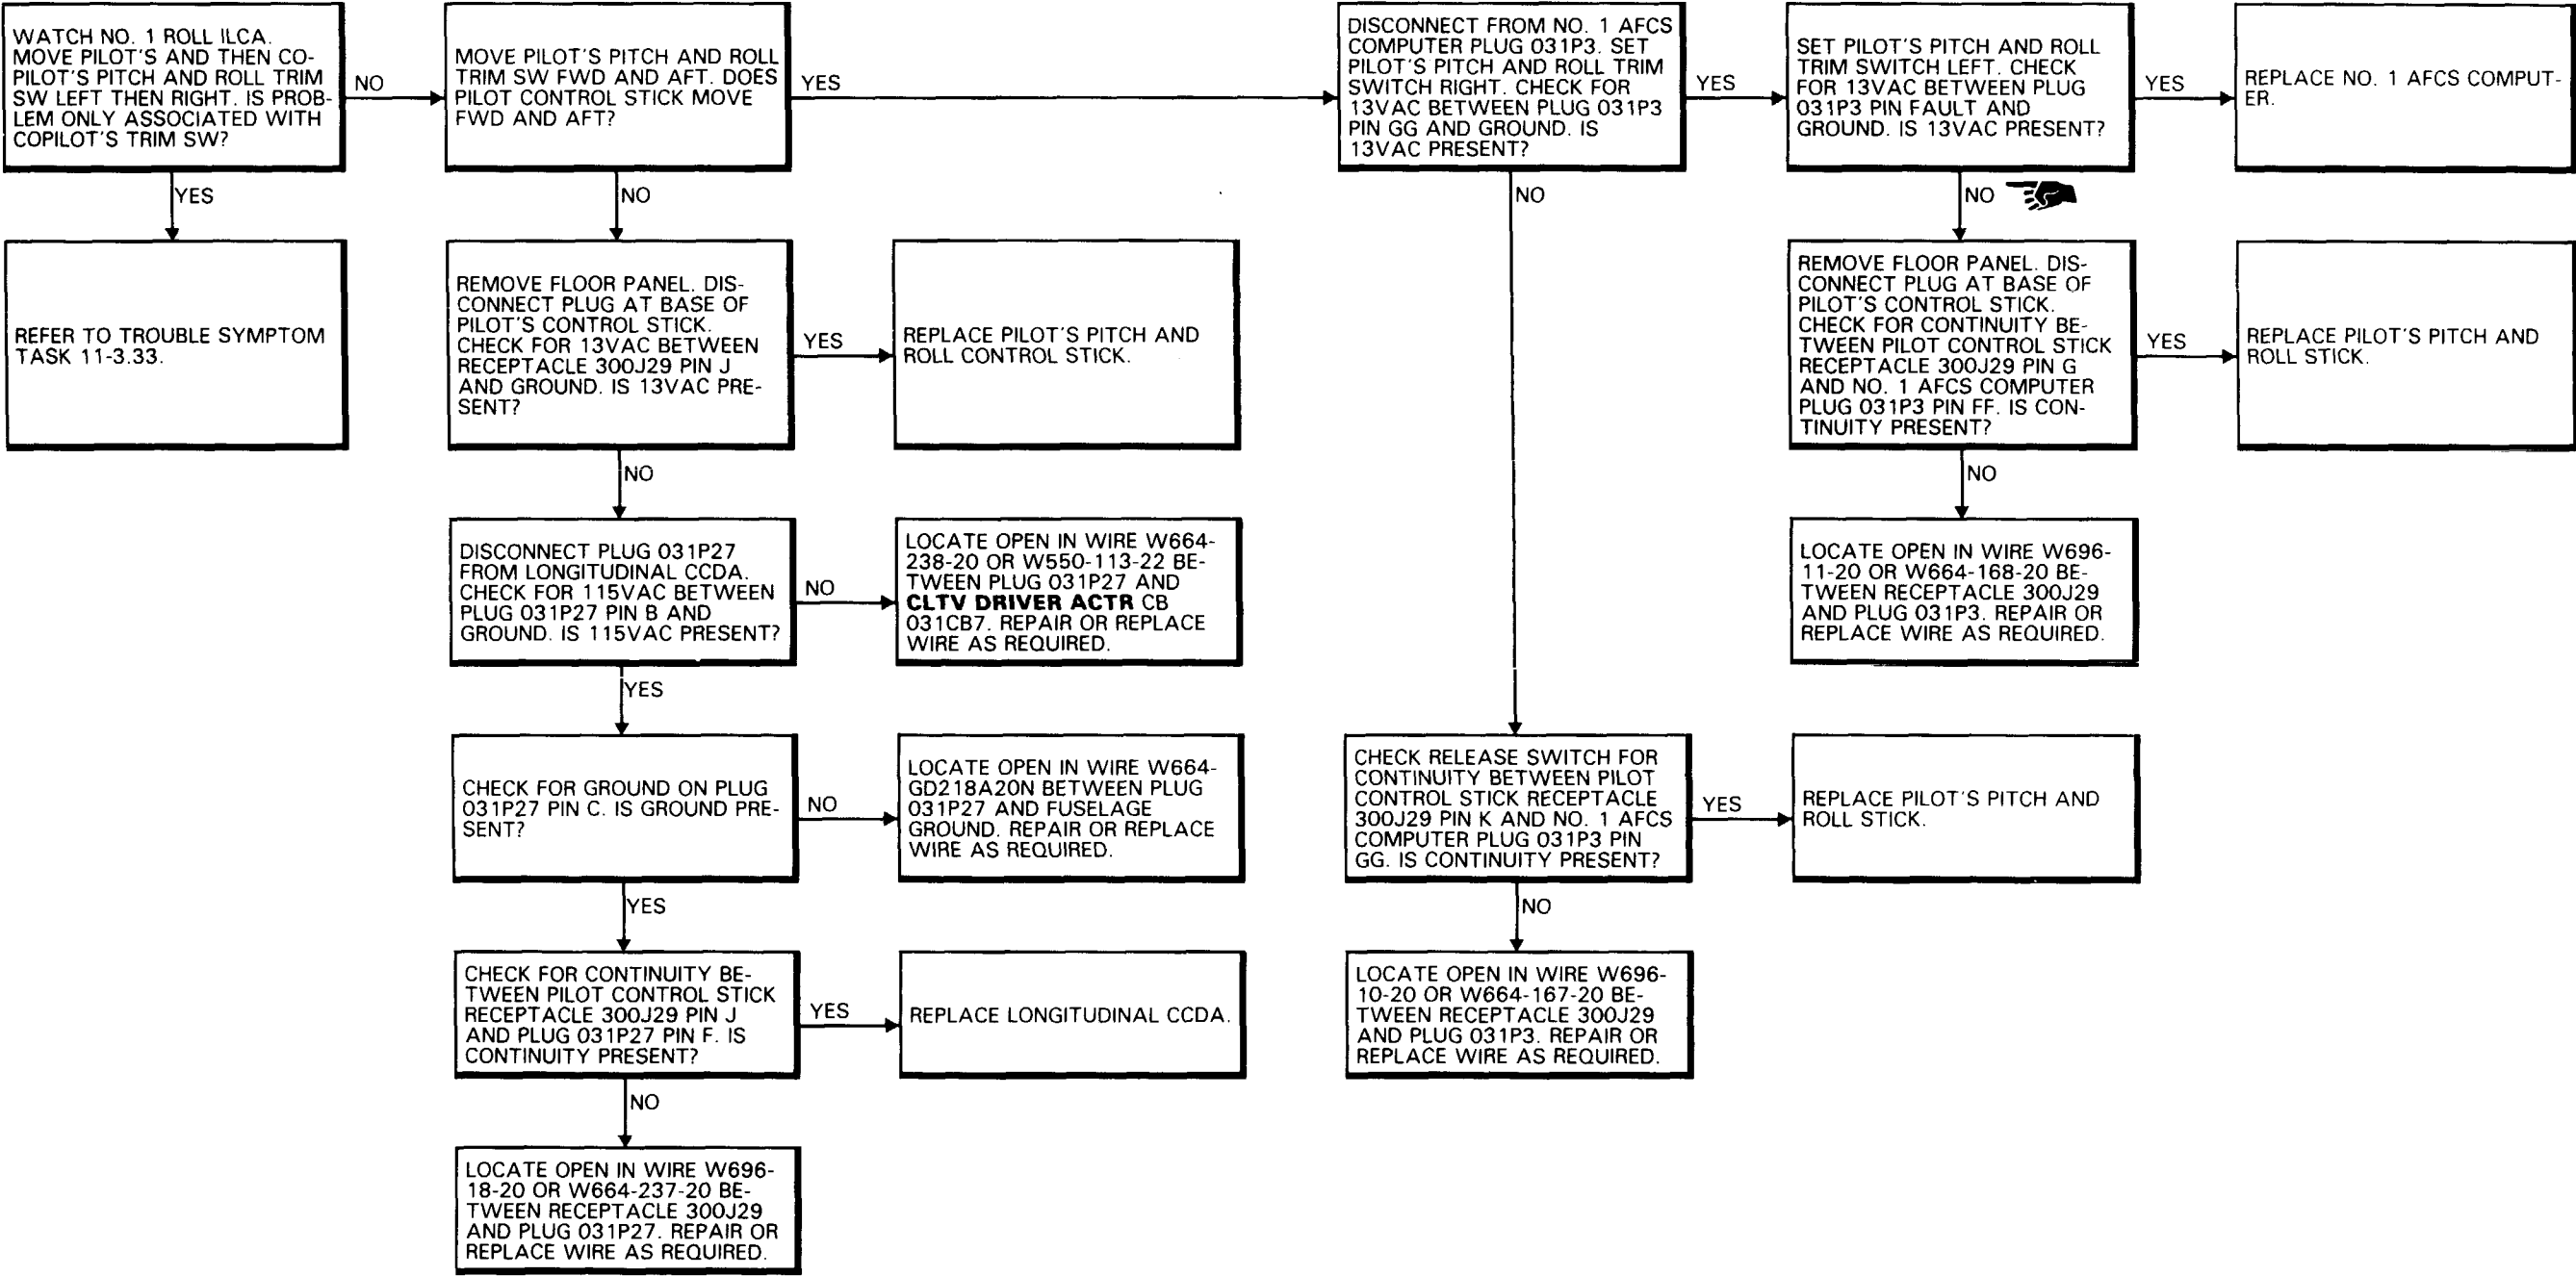 WATCH NO. 1 ROLL ILCA.
MOVE PILOT'S AND THEN CO-
PILOT'S PITCH AND ROLL TRIM
SW LEFT THEN RIGHT. IS PROB-
LEM ONLY ASSOCIATED WITH
COPILOT'S TRIM SW?
NO
YES
REFER TO TROUBLE SYMPTOM
TASK 11-3.33.
MOVE PILOT'S PITCH AND ROLL
TRIM SW FWD AND AFT. DOES
PILOT CONTROL STICK MOVE
FWD AND AFT?
YES
NO
REMOVE FLOOR PANEL. DIS-
CONNECT PLUG AT BASE OF
PILOT'S CONTROL STICK.
CHECK FOR 13VAC BETWEEN
RECEPTACLE 300J29 PIN J
AND GROUND. IS 13VAC PRE-
SENT?
YES
REPLACE PILOT'S PITCH AND
ROLL CONTROL STICK.
NO
DISCONNECT PLUG 031P27
FROM LONGITUDINAL CCDA.
CHECK FOR 115VAC BETWEEN
PLUG 031P27 PIN B AND
GROUND. IS 115VAC PRESENT?
NO
LOCATE OPEN IN WIRE W664-
238-20 OR W550-113-22 BE-
TWEEN PLUG 031P27 AND
CLTV DRIVER ACTR CB
031CB7. REPAIR OR REPLACE
WIRE AS REQUIRED.
YES
CHECK FOR GROUND ON PLUG
031P27 PIN C. IS GROUND PRE-
SENT?
NO
LOCATE OPEN IN WIRE W664-
GD218A20N BETWEEN PLUG
031P27 AND FUSELAGE
GROUND. REPAIR OR REPLACE
WIRE AS REQUIRED.
YES
CHECK FOR CONTINUITY BE-
TWEEN PILOT CONTROL STICK
RECEPTACLE 300J29 PIN J
AND PLUG 031P27 PIN F. IS
CONTINUITY PRESENT?
YES
REPLACE LONGITUDINAL CCDA.
NO
LOCATE OPEN IN WIRE W696-
18-20 OR W664-237-20 BE-
TWEEN RECEPTACLE 300J29
AND PLUG 031P27. REPAIR OR
REPLACE WIRE AS REQUIRED.
DISCONNECT FROM NO. 1 AFCS
COMPUTER PLUG 031P3. SET
PILOT'S PITCH AND ROLL TRIM
SWITCH RIGHT. CHECK FOR
13VAC BETWEEN PLUG 031P3
PIN GG AND GROUND. IS
13VAC PRESENT?
YES
NO
CHECK RELEASE SWITCH FOR
CONTINUITY BETWEEN PILOT
CONTROL STICK RECEPTACLE
300J29 PIN K AND NO. 1 AFCS
COMPUTER PLUG 031P3 PIN
GG. IS CONTINUITY PRESENT?
YES
REPLACE PILOT'S PITCH AND
ROLL STICK.
NO
LOCATE OPEN IN WIRE W696-
10-20 OR W664-167-20 BE-
TWEEN RECEPTACLE 300J29
AND PLUG 031P3. REPAIR OR
REPLACE WIRE AS REQUIRED.
SET PILOT'S PITCH AND ROLL
TRIM SWITCH LEFT. CHECK
FOR 13VAC BETWEEN PLUG
031P3 PIN FAULT AND
GROUND. IS 13VAC PRESENT?
YES
REPLACE NO. 1 AFCS COMPUT-
ER.
NO
REMOVE FLOOR PANEL. DIS-
CONNECT PLUG AT BASE OF
PILOT'S CONTROL STICK.
CHECK FOR CONTINUITY BE-
TWEEN PILOT CONTROL STICK
RECEPTACLE 300J29 PIN G
AND NO. 1 AFCS COMPUTER
PLUG 031P3 PIN FF. IS CON-
TINUITY PRESENT?
YES
REPLACE PILOT'S PITCH AND
ROLL STICK.
NO
LOCATE OPEN IN WIRE W696-
11-20 OR W664-168-20 BE-
TWEEN RECEPTACLE 300J29
AND PLUG 031P3. REPAIR OR
REPLACE WIRE AS REQUIRED.